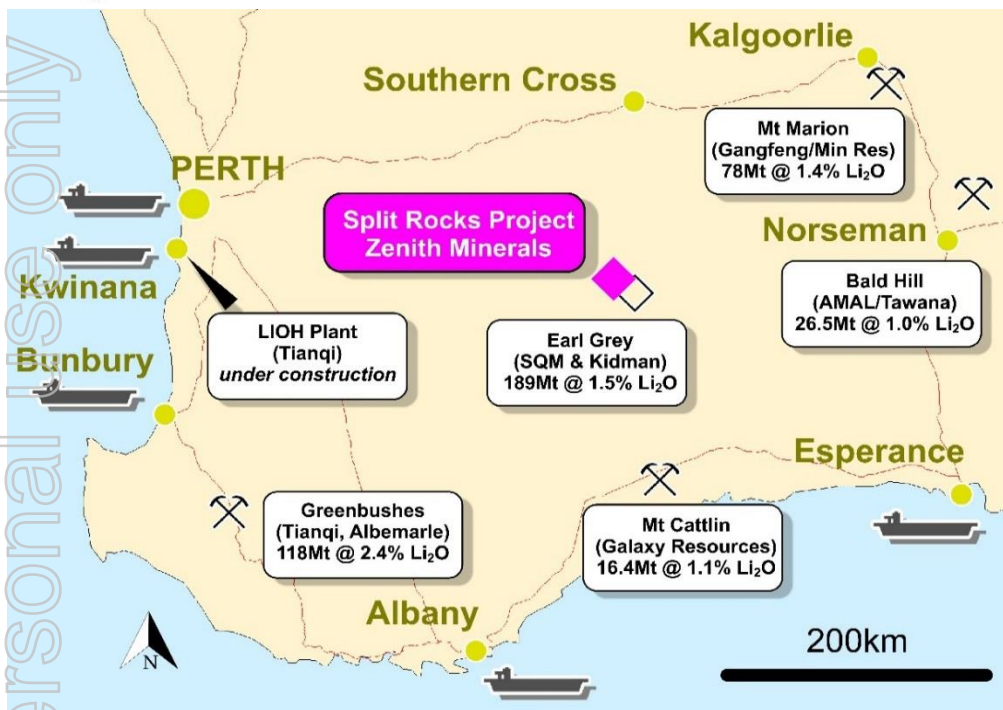 Kalgoorlie
Southern Cross
Mt Marion
(Gangfeng/Min Res)
78Mt @ 1.4% Li₂O
PERTH
Split Rocks Project
Zenith Minerals
Norseman
Kwinana
Bald Hill
(AMAL/Tawana)
26.5Mt @ 1.0% Li₂O
LIOH Plant
(Tianqi)
under construction
Earl Grey
(SQM & Kidman)
189Mt @ 1.5% Li₂O
Bunbury
Esperance
Greenbushes
(Tianqi, Albemarle)
118Mt @ 2.4% Li₂O
Mt Cattlin
(Galaxy Resources)
16.4Mt @ 1.1% Li₂O
Albany
200km
N
ersonal use only